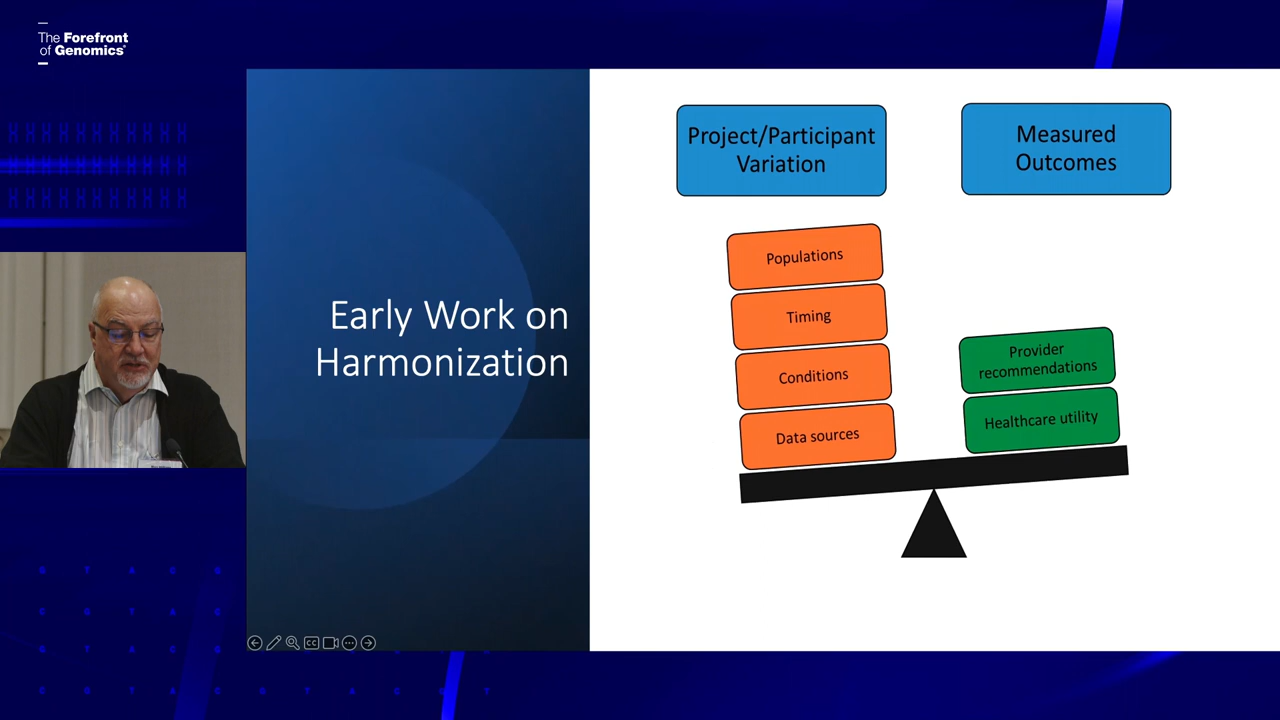 The Forefront
of Genomics®
Early Work on
Harmonization
Project/Participant
Variation
Measured
Outcomes
Populations
Timing
Conditions
Data sources
Provider
recommendations
Healthcare utility
CC